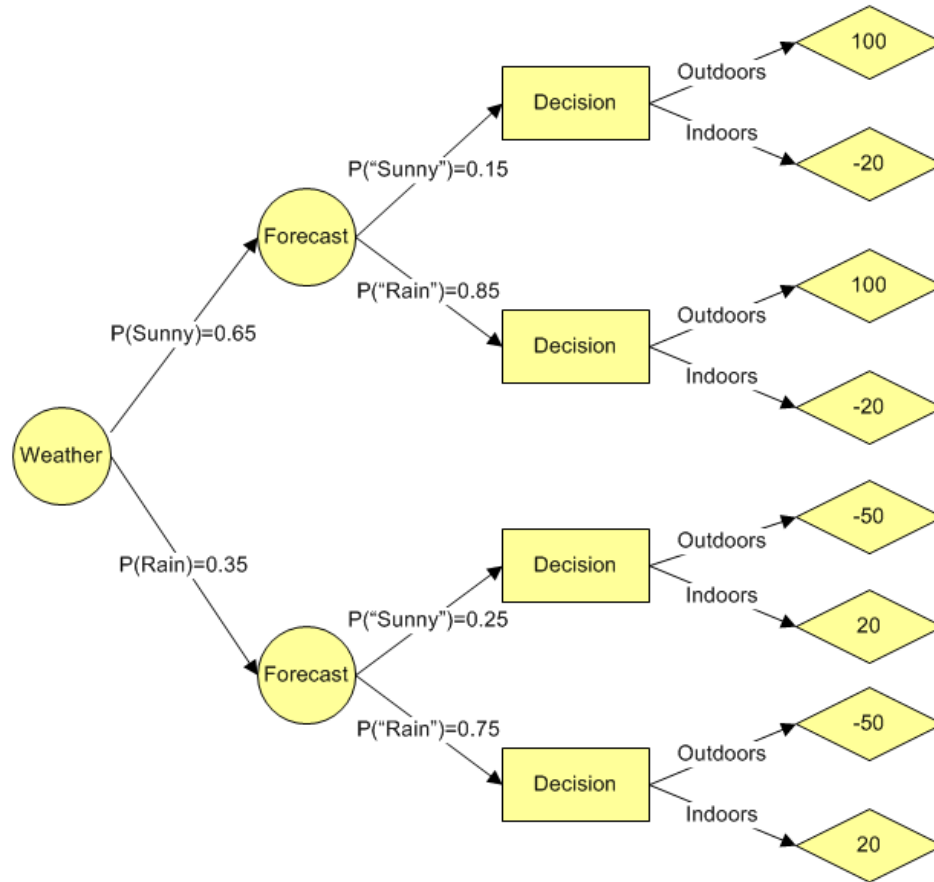 100
Outdoors
Decision
Indoors
P(“Sunny”)=0.15
-20
Forecast
100
P(“Rain”)=0.85
Outdoors
P(Sunny)=0.65
Decision
Indoors
-20
Weather
-50
Outdoors
P(Rain)=0.35
Decision
Indoors
P(“Sunny”)=0.25
20
Forecast
-50
P(“Rain”)=0.75
Outdoors
Decision
Indoors
20